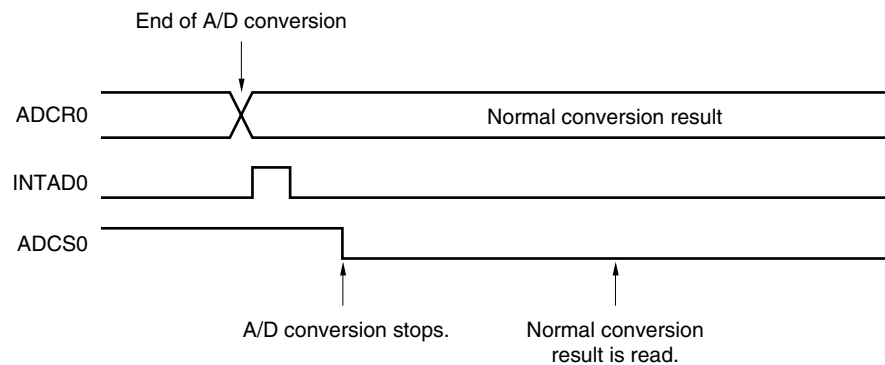 End of A/D conversion
ADCR0
Normal conversion result
INTAD0
ADCS0
A/D conversion stops.
Normal conversion
result is read.